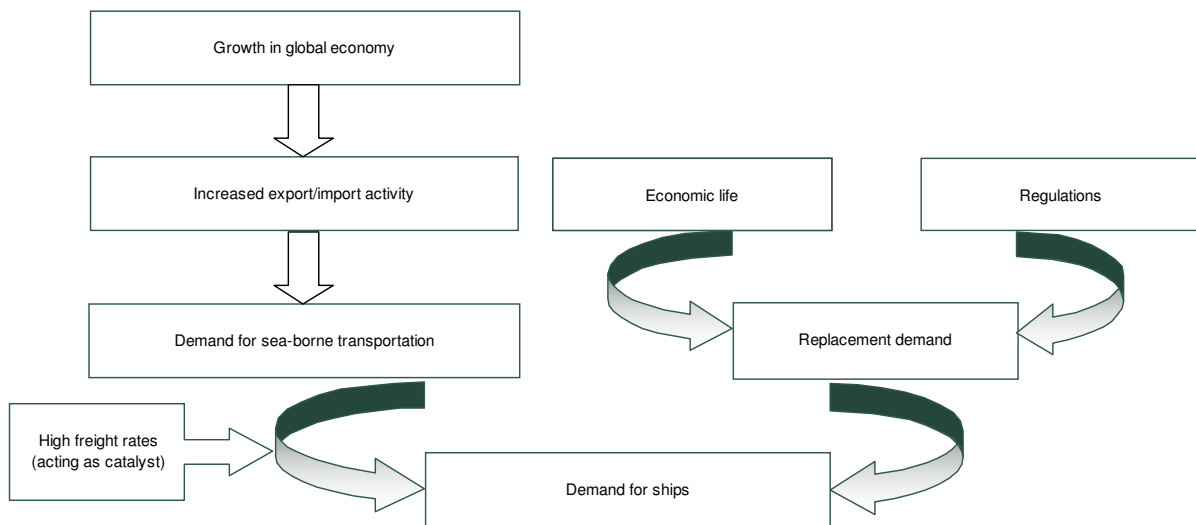 Growth in global economy
Increased export/import activity
Economic life
Regulations
Demand for sea-borne transportation
Replacement demand
High freight rates
(acting as catalyst)
Demand for ships